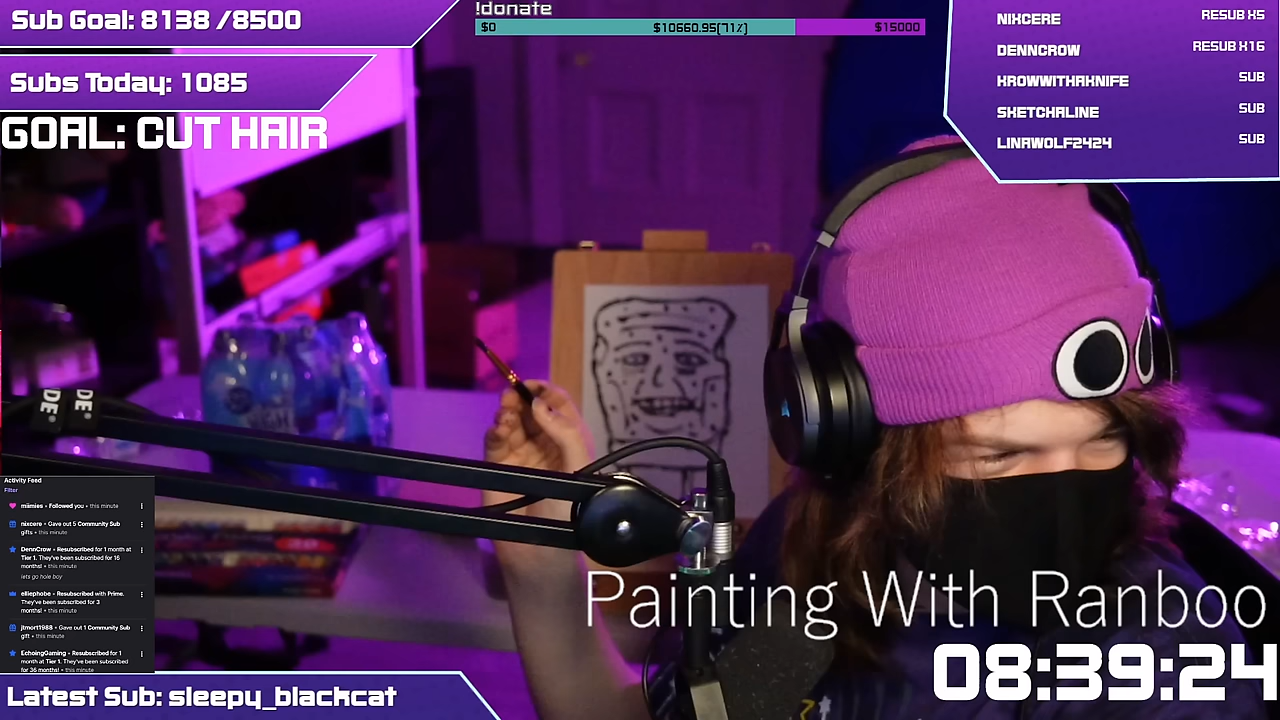 Sub Goal: 8138 /8500
Subs Today: 1085
GOAL: CUT HAIR
!donate
$0 $10660.95(71%) $15000
NIXCERE RESUB X5
DENNCROW RESUB X16
KROWWITHAKNIFE SUB
SKETCHALINE SUB
LINAWOLF2424 SUB
DE®
DE®
Activity Feed
Filter
miimies • Followed you • this minute
nixcere • Gave out 5 Community Sub
gifts • this minute
DennCrow • Resubscribed for 1 month at
Tier 1. They've been subscribed for 16
months! • this minute
lets go hole boy
elliephobe • Resubscribed with Prime.
They've been subscribed for 3
months! • this minute
jtmort1988 • Gave out 1 Community Sub
gift • this minute
EchoingGaming • Resubscribed for 1
month at Tier 1. They've been subscribed
for 36 months! • this minute
Painting With Ranboo
08:39:24
Latest Sub: sleepy_blackcat